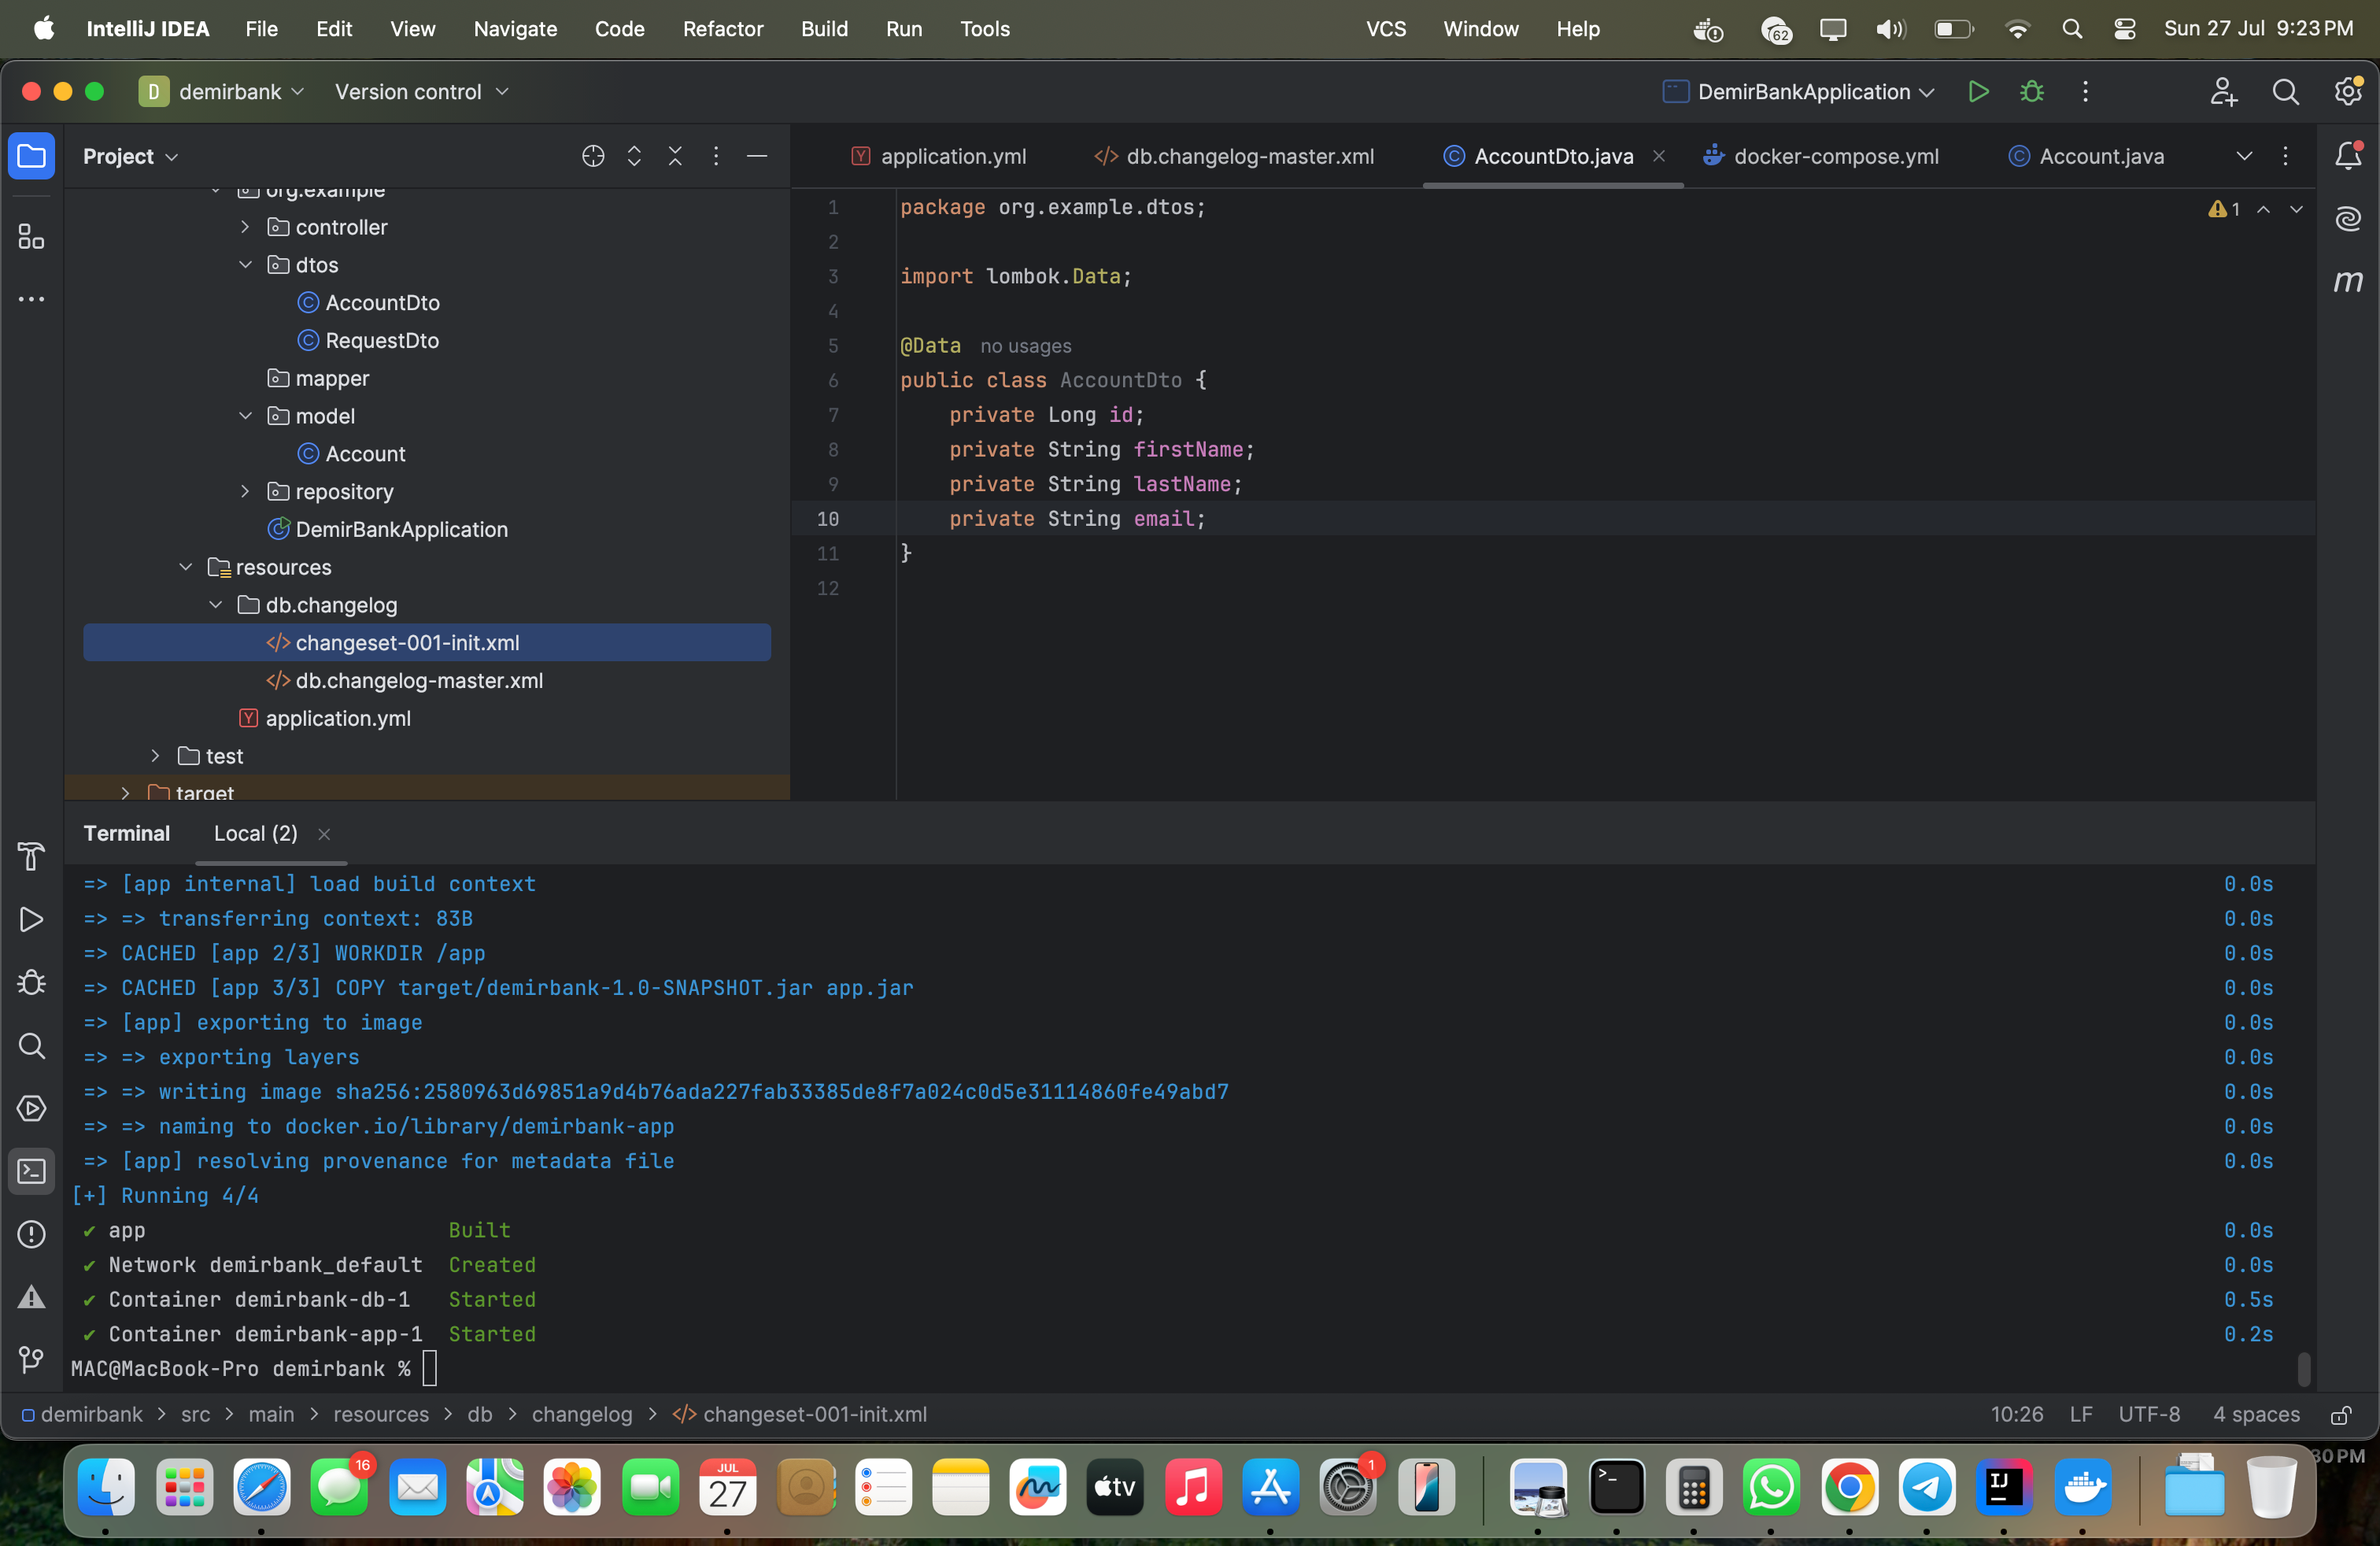 IntelliJ IDEA File Edit View Navigate Code Refactor Build Run Tools VCS Window Help 62 Sun 27 Jul 9:23 PM
D demirbank Version control DemirBankApplication
Project
application.yml db.changelog-master.xml AccountDto.java docker-compose.yml Account.java
org.example
controller
dtos
AccountDto
RequestDto
mapper
model
Account
repository
DemirBankApplication
resources
db.changelog
changeset-001-init.xml
db.changelog-master.xml
application.yml
test
target
1 package org.example.dtos;
2
3 import lombok.Data;
4
5 @Data no usages
6 public class AccountDto {
7 private Long id;
8 private String firstName;
9 private String lastName;
10 private String email;
11 }
12
1
m
Terminal Local (2)
=> [app internal] load build context 0.0s
=> => transferring context: 83B 0.0s
=> CACHED [app 2/3] WORKDIR /app 0.0s
=> CACHED [app 3/3] COPY target/demirbank-1.0-SNAPSHOT.jar app.jar 0.0s
=> [app] exporting to image 0.0s
=> => exporting layers 0.0s
=> => writing image sha256:2580963d69851a9d4b76ada227fab33385de8f7a024c0d5e31114860fe49abd7 0.0s
=> => naming to docker.io/library/demirbank-app 0.0s
=> [app] resolving provenance for metadata file 0.0s
[+] Running 4/4
✔ app Built 0.0s
✔ Network demirbank_default Created 0.0s
✔ Container demirbank-db-1 Started 0.5s
✔ Container demirbank-app-1 Started 0.2s
MAC@MacBook-Pro demirbank %
demirbank > src > main > resources > db > changelog > changeset-001-init.xml 10:26 LF UTF-8 4 spaces
30 PM
16
JUL
27
tv
1
IJ